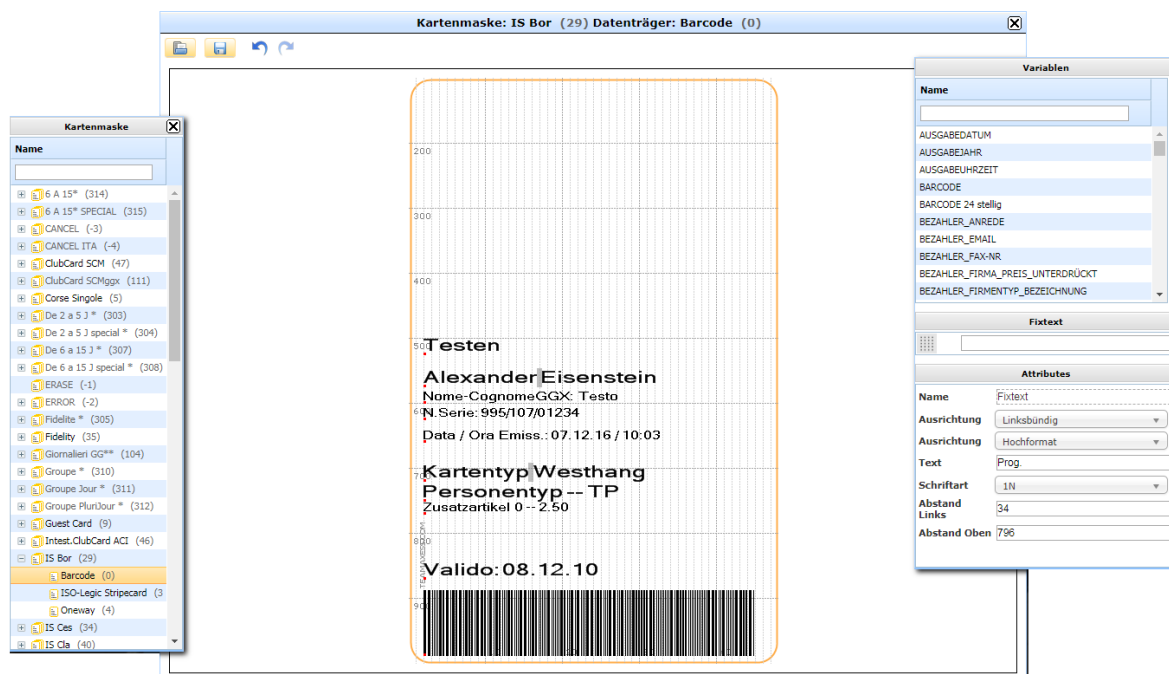 Kartenmaske: IS Bor (29) Datenträger: Barcode (0)
Kartenmaske
Name
6 A 15* (314)
6 A 15* SPECIAL (315)
CANCEL (-3)
CANCEL ITA (-4)
ClubCard SCM (47)
ClubCard SCMggx (111)
Corse Singole (5)
De 2 a 5 J * (303)
De 2 a 5 J special * (304)
De 6 a 15 J * (307)
De 6 a 15 J special * (308)
ERASE (-1)
ERROR (-2)
Fidelite * (305)
Fidelity (35)
Giornalieri GG** (104)
Groupe * (310)
Groupe Jour * (311)
Groupe PluriJour * (312)
Guest Card (9)
Intest.ClubCard ACI (46)
IS Bor (29)
Barcode (0)
ISO-Legic Stripecard (3
Oneway (4)
IS Ces (34)
IS Cla (40)
200
300
400
500
Testen
Alexander Eisenstein
Nome-CognomeGGX: Testo
600
N.Serie: 995/107/01234
Data / Ora Emiss.: 07.12.16 / 10:03
700
Kartentyp Westhang
Personentyp -- TP
Zusatzartikel 0 -- 2.50
800
Valido: 08.12.10
900
Variablen
Name
AUSGABEDATUM
AUSGABEJAHR
AUSGABEUHRZEIT
BARCODE
BARCODE 24 stellig
BEZAHLER_ANREDE
BEZAHLER_EMAIL
BEZAHLER_FAX-NR
BEZAHLER_FIRMA_PREIS_UNTERDRÜCKT
BEZAHLER_FIRMENTYP_BEZEICHNUNG
Fixtext
Attributes
Name Fixtext
Ausrichtung Linksbündig
Ausrichtung Hochformat
Text Prog.
Schriftart 1N
Abstand Links 34
Abstand Oben 796